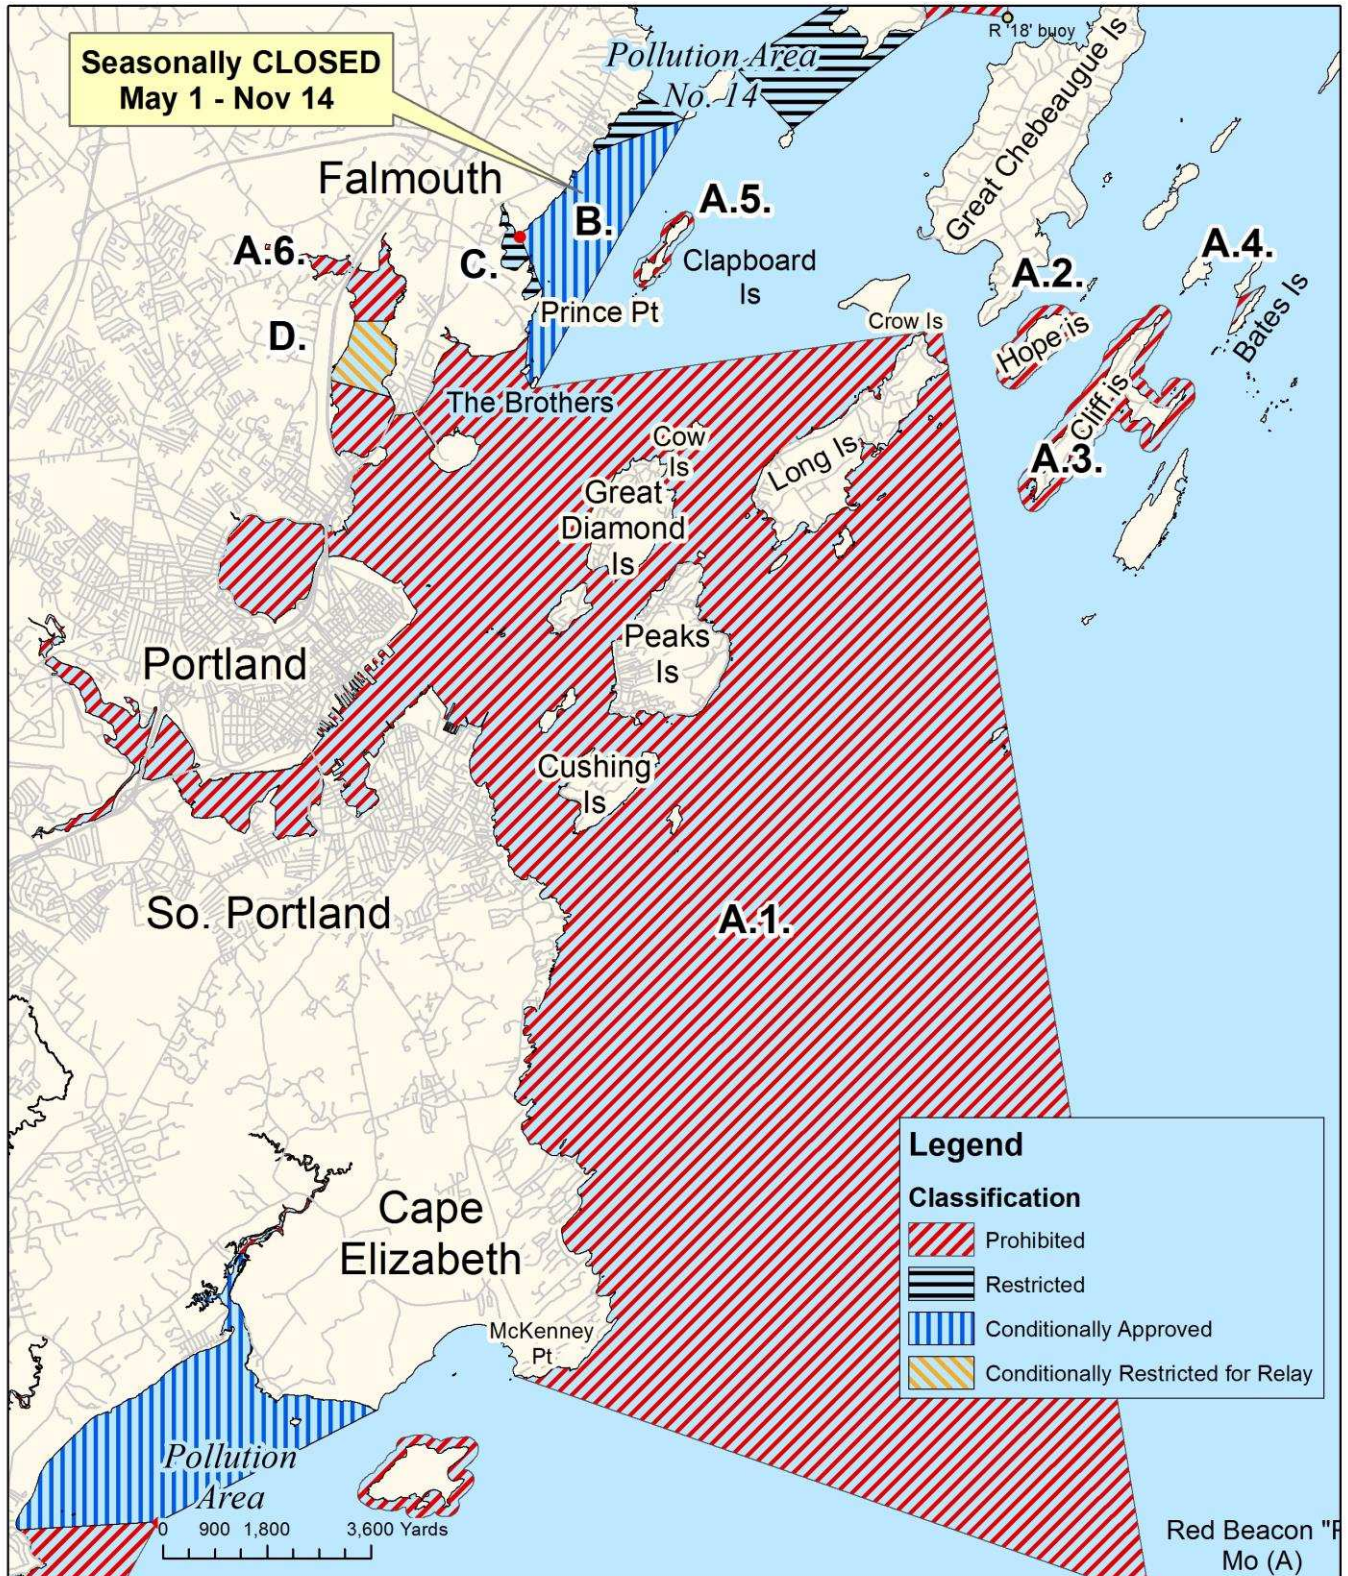 Seasonally CLOSED
May 1 - Nov 14
Pollution Area
No. 14
R '18' buoy
Great Chebeaugue Is
Falmouth
A.5.
B.
A.6.
C.
Clapboard
Is
A.2.
A.4.
Bates Is
Prince Pt
Crow Is
Hope is
D.
The Brothers
Cliff is
A.3.
Cow
Is
Long Is
Great
Diamond
Is
Portland
Peaks
Is
Cushing
Is
So. Portland
A.1.
Legend
Classification
Prohibited
Restricted
Conditionally Approved
Conditionally Restricted for Relay
Cape
Elizabeth
McKenney
Pt
Pollution
Area
0 900 1,800 3,600 Yards
Red Beacon "
Mo (A)